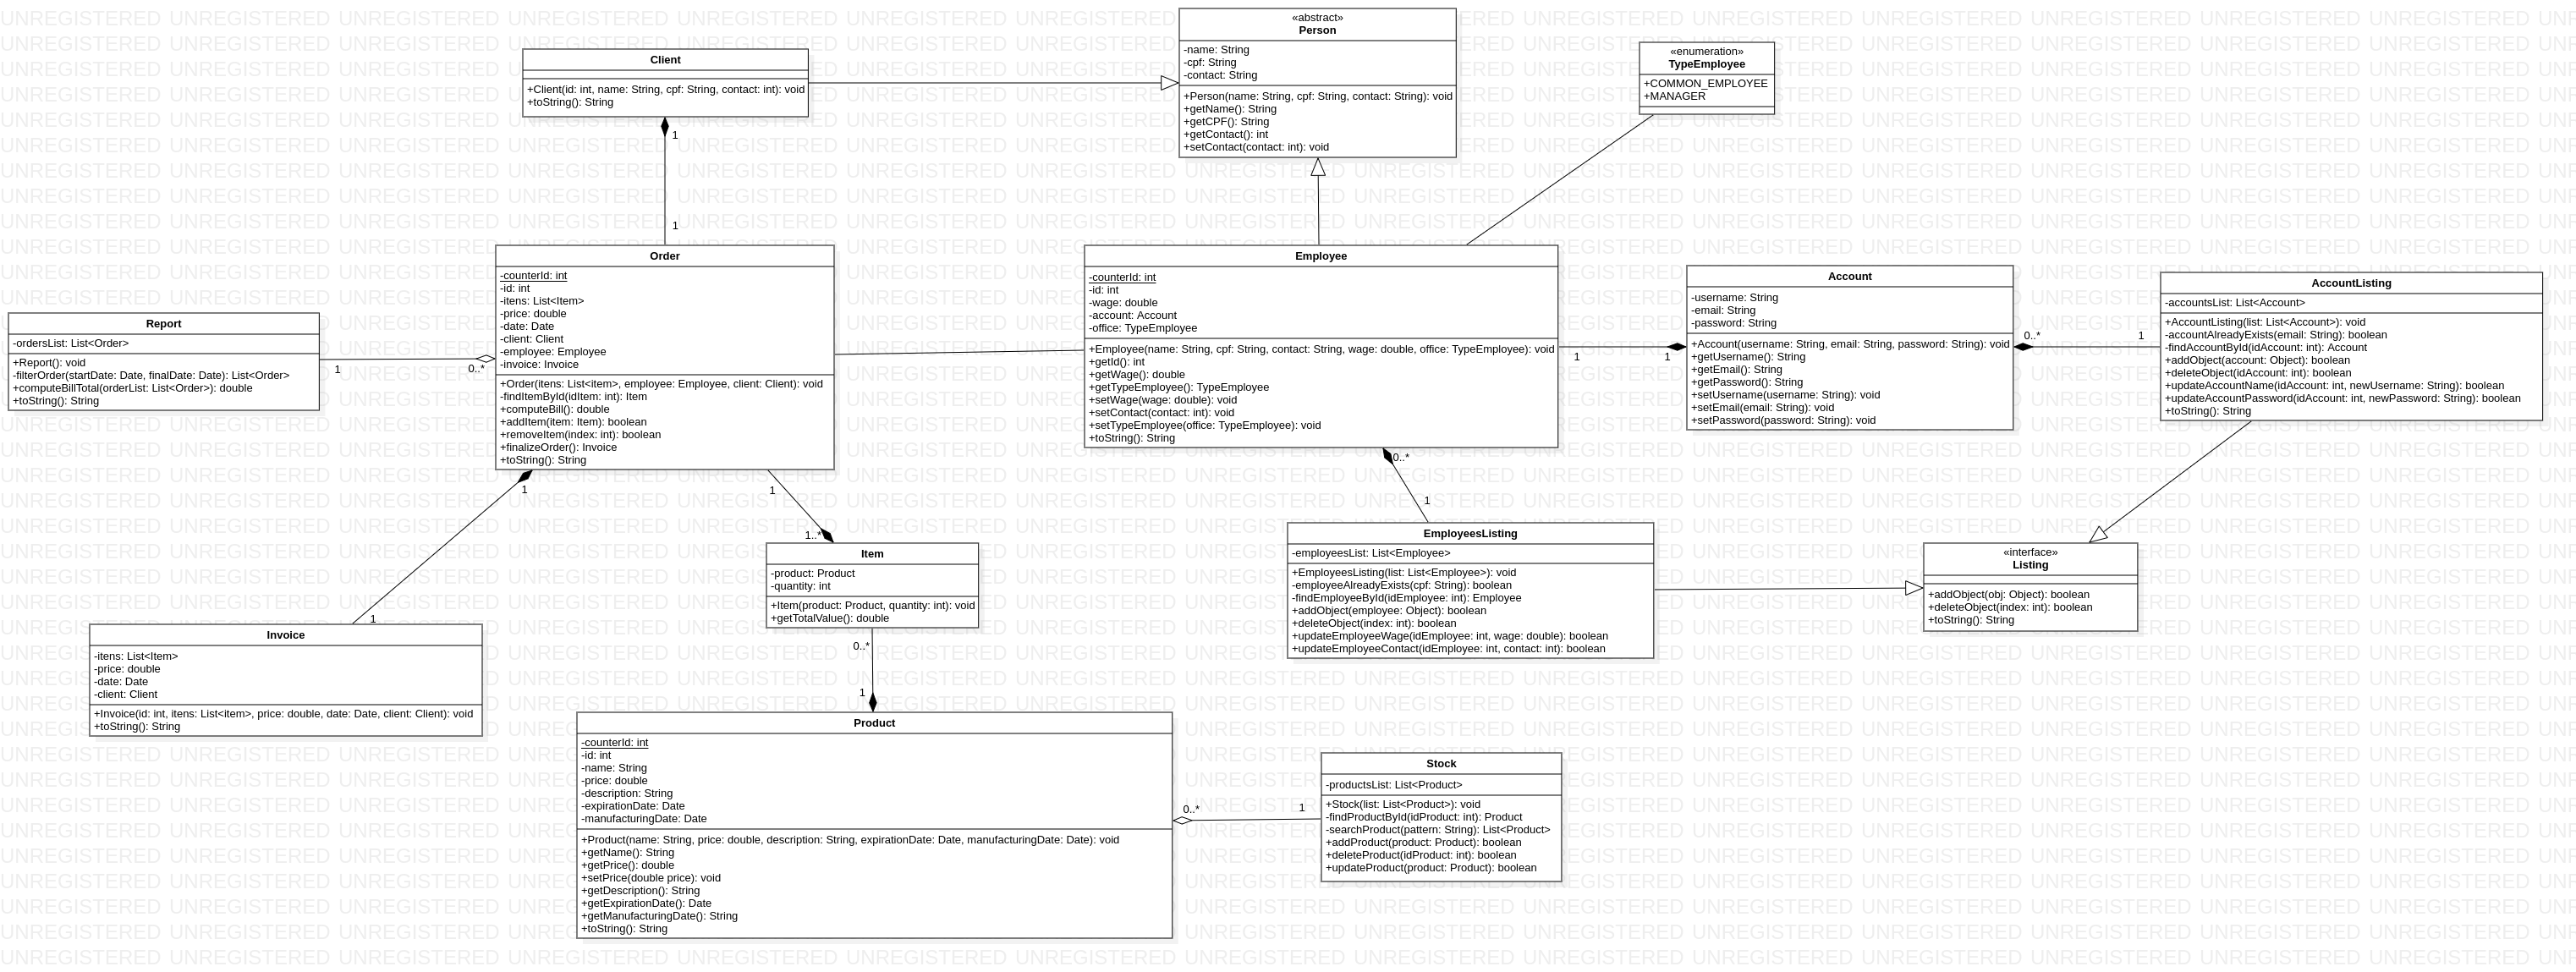 «abstract»
Person
-name: String
-cpf: String
-contact: String
+Person(name: String, cpf: String, contact: String): void
+getName(): String
+getCPF(): String
+getContact(): int
+setContact(contact: int): void
«enumeration»
TypeEmployee
+COMMON_EMPLOYEE
+MANAGER
Client
+Client(id: int, name: String, cpf: String, contact: int): void
+toString(): String
1
1
Order
-counterId: int
-id: int
-itens: List<Item>
-price: double
-date: Date
-client: Client
-employee: Employee
-invoice: Invoice
+Order(itens: List<item>, employee: Employee, client: Client): void
-findItemById(idItem: int): Item
+computeBill(): double
+addItem(item: Item): boolean
+removeItem(index: int): boolean
+finalizeOrder(): Invoice
+toString(): String
Employee
-counterId: int
-id: int
-wage: double
-account: Account
-office: TypeEmployee
+Employee(name: String, cpf: String, contact: String, wage: double, office: TypeEmployee): void
+getId(): int
+getWage(): double
+getTypeEmployee(): TypeEmployee
+setWage(wage: double): void
+setContact(contact: int): void
+setTypeEmployee(office: TypeEmployee): void
+toString(): String
1
1
Account
-username: String
-email: String
-password: String
+Account(username: String, email: String, password: String): void
+getUsername(): String
+getEmail(): String
+getPassword(): String
+setUsername(username: String): void
+setEmail(email: String): void
+setPassword(password: String): void
0..*
1
AccountListing
-accountsList: List<Account>
+AccountListing(list: List<Account>): void
-accountAlreadyExists(email: String): boolean
-findAccountById(idAccount: int): Account
+addObject(account: Object): boolean
+deleteObject(idAccount: int): boolean
+updateAccountName(idAccount: int, newUsername: String): boolean
+updateAccountPassword(idAccount: int, newPassword: String): boolean
+toString(): String
Report
-ordersList: List<Order>
+Report(): void
-filterOrder(startDate: Date, finalDate: Date): List<Order>
+computeBillTotal(orderList: List<Order>): double
+toString(): String
1
0..*
1
1
1
1..*
0..*
1
Item
-product: Product
-quantity: int
+Item(product: Product, quantity: int): void
+getTotalValue(): double
0..*
1
EmployeesListing
-employeesList: List<Employee>
+EmployeesListing(list: List<Employee>): void
-employeeAlreadyExists(cpf: String): boolean
-findEmployeeById(idEmployee: int): Employee
+addObject(employee: Object): boolean
+deleteObject(index: int): boolean
+updateEmployeeWage(idEmployee: int, wage: double): boolean
+updateEmployeeContact(idEmployee: int, contact: int): boolean
«interface»
Listing
+addObject(obj: Object): boolean
+deleteObject(index: int): boolean
+toString(): String
Invoice
-itens: List<Item>
-price: double
-date: Date
-client: Client
+Invoice(id: int, itens: List<item>, price: double, date: Date, client: Client): void
+toString(): String
Product
-counterId: int
-id: int
-name: String
-price: double
-description: String
-expirationDate: Date
-manufacturingDate: Date
+Product(name: String, price: double, description: String, expirationDate: Date, manufacturingDate: Date): void
+getName(): String
+getPrice(): double
+setPrice(double price): void
+getDescription(): String
+getExpirationDate(): Date
+getManufacturingDate(): String
+toString(): String
0..*
1
Stock
-productsList: List<Product>
+Stock(list: List<Product>): void
-findProductById(idProduct: int): Product
-searchProduct(pattern: String): List<Product>
+addProduct(product: Product): boolean
+deleteProduct(idProduct: int): boolean
+updateProduct(product: Product): boolean
UNREGISTERED